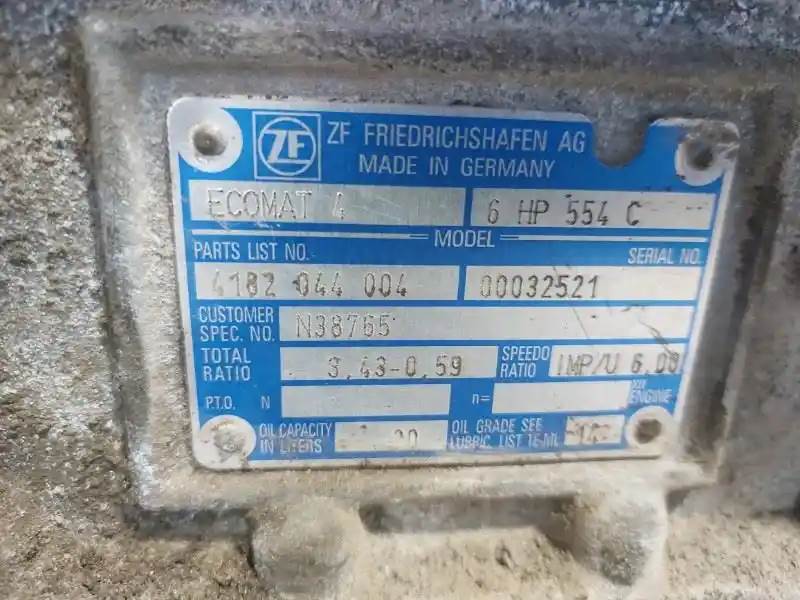 ZF
ZF FRIEDRICHSHAFEN AG
MADE IN GERMANY
ECOMAT 4 6 HP 554 C
MODEL
PARTS LIST NO. SERIAL NO.
4182 044 004 00032521
CUSTOMER
SPEC. NO. N38765
TOTAL
RATIO 3,43-0,59 SPEEDO
RATIO IMP/U 6,00
P.T.O. N n= ENGINE
OIL CAPACITY
IN LITERS
OIL GRADE SEE
LUBRIC. LIST TE-ML